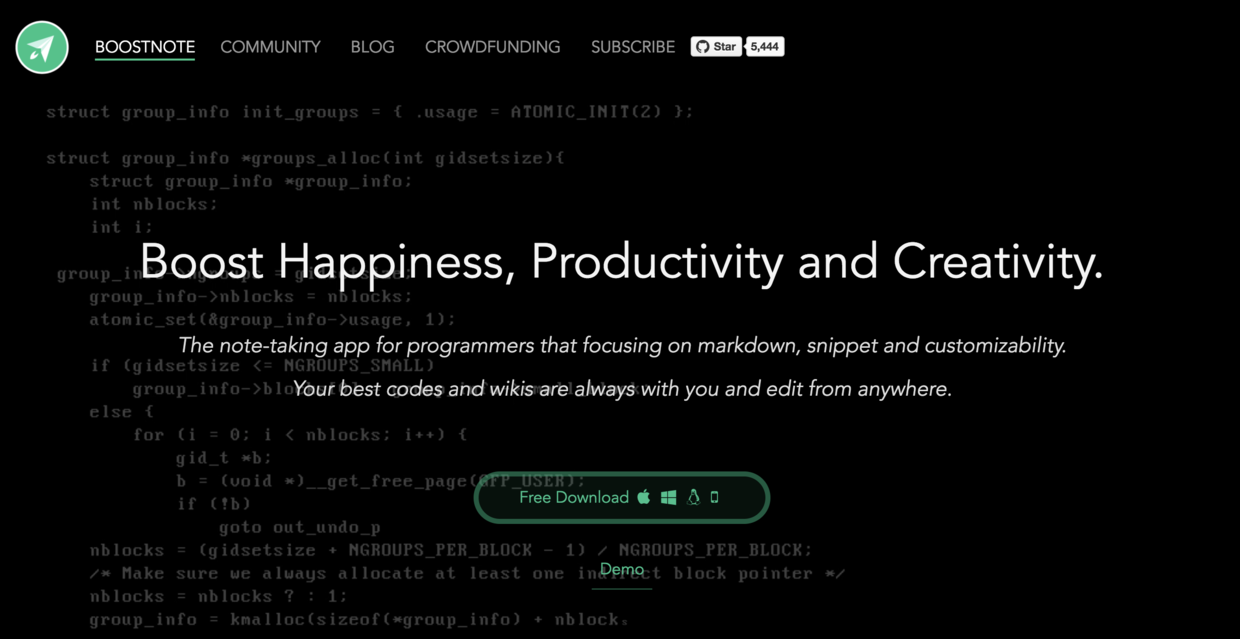 BOOSTNOTE COMMUNITY BLOG CROWDFUNDING SUBSCRIBE Star 5,444
struct group_info init_groups = { .usage = ATOMIC_INIT(2) };
struct group_info *groups_alloc(int gidsetsize){
struct group_info *group_info;
int nblocks;
int i;
Boost Happiness, Productivity and Creativity.
group_info gidsetsize;
group_info->nblocks = nblocks;
atomic_set(&group_info->usage, 1);
The note-taking app for programmers that focusing on markdown, snippet and customizability.
if (gidsetsize <= NGROUPS_SMALL)
Your best codes and wikis are always with you and edit from anywhere.
else {
for (i = 0; i < nblocks; i++) {
gid_t *b;
b = (void *)__get_free_page(GFP_USER);
Free Download
if (!b)
goto out_undo_p
nblocks = (gidsetsize + NGROUPS_PER_BLOCK - 1) / NGROUPS_PER_BLOCK;
Demo
/* Make sure we always allocate at least one indirect block pointer */
nblocks = nblocks ? : 1;
group_info = kmalloc(sizeof(*group_info) + nblocks